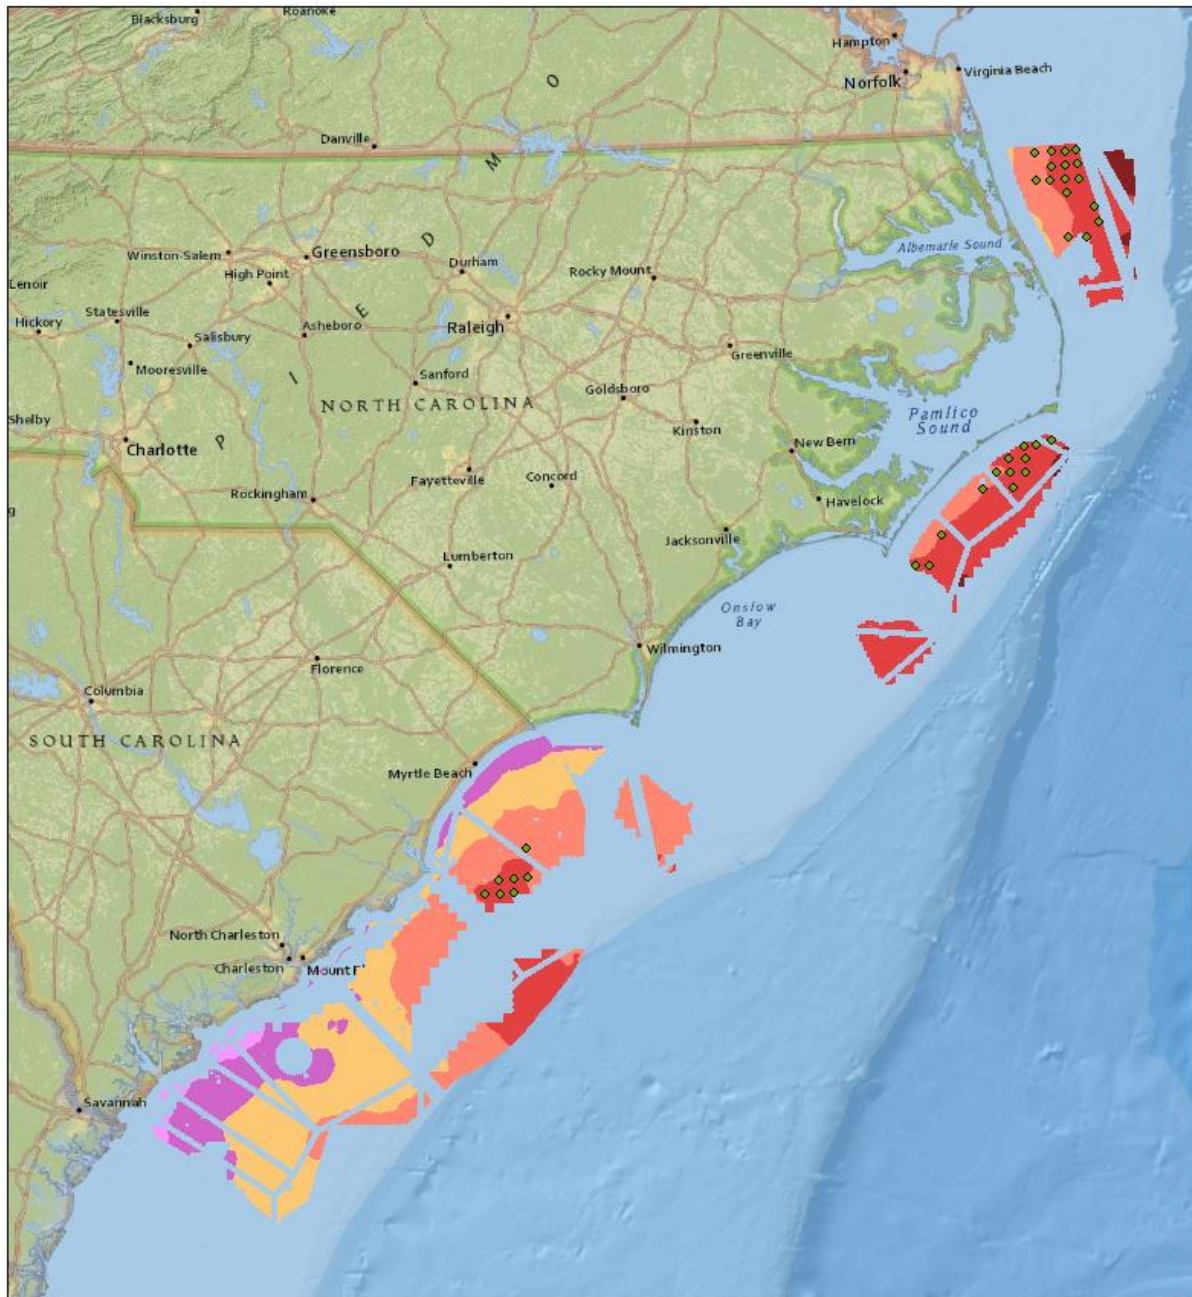 Blacksburg
Roanoke
Hampton
Norfolk
Virginia Beach
O
Danville
M
D
Albemarle Sound
Winston-Salem
Greensboro
High Point
Durham
Rocky Mount
Lenoir
E
Statesville
Hickory
Asheboro
Raleigh
Salisbury
Greenville
Mooresville
I
Sanford
Goldsboro
NORTH CAROLINA
Shelby
P
Pamlico
Sound
Kinston
Charlotte
New Bern
Fayetteville
Concord
Rockingham
Havelock
g
Jacksonville
Lumberton
Onslow
Bay
Wilmington
Florence
Columbia
SOUTH CAROLINA
Myrtle Beach
North Charleston
Charleston
Mount
Savannah